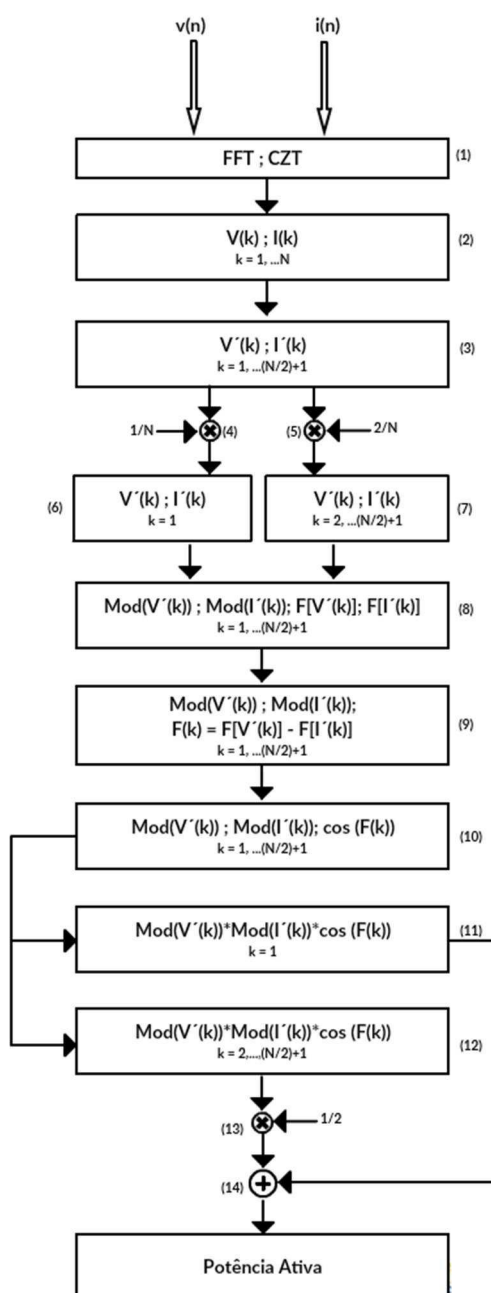 v(n) i(n)
FFT ; CZT (1)
V(k) ; I(k) (2)
k = 1, ...N
V´(k) ; I´(k) (3)
k = 1, ...(N/2)+1
1/N (4) (5) 2/N
(6) V´(k) ; I´(k)
k = 1
V´(k) ; I´(k) (7)
k = 2, ...(N/2)+1
Mod(V´(k)) ; Mod(I´(k)); F[V´(k)]; F[I´(k)] (8)
k = 1, ...(N/2)+1
Mod(V´(k)) ; Mod(I´(k)); (9)
F(k) = F[V´(k)] - F[I´(k)]
k = 1, ...(N/2)+1
Mod(V´(k)) ; Mod(I´(k)); cos (F(k)) (10)
k = 1, ...(N/2)+1
Mod(V´(k))*Mod(I´(k))*cos (F(k)) (11)
k = 1
Mod(V´(k))*Mod(I´(k))*cos (F(k)) (12)
k = 2,...,(N/2)+1
(13) 1/2
(14)
Potência Ativa